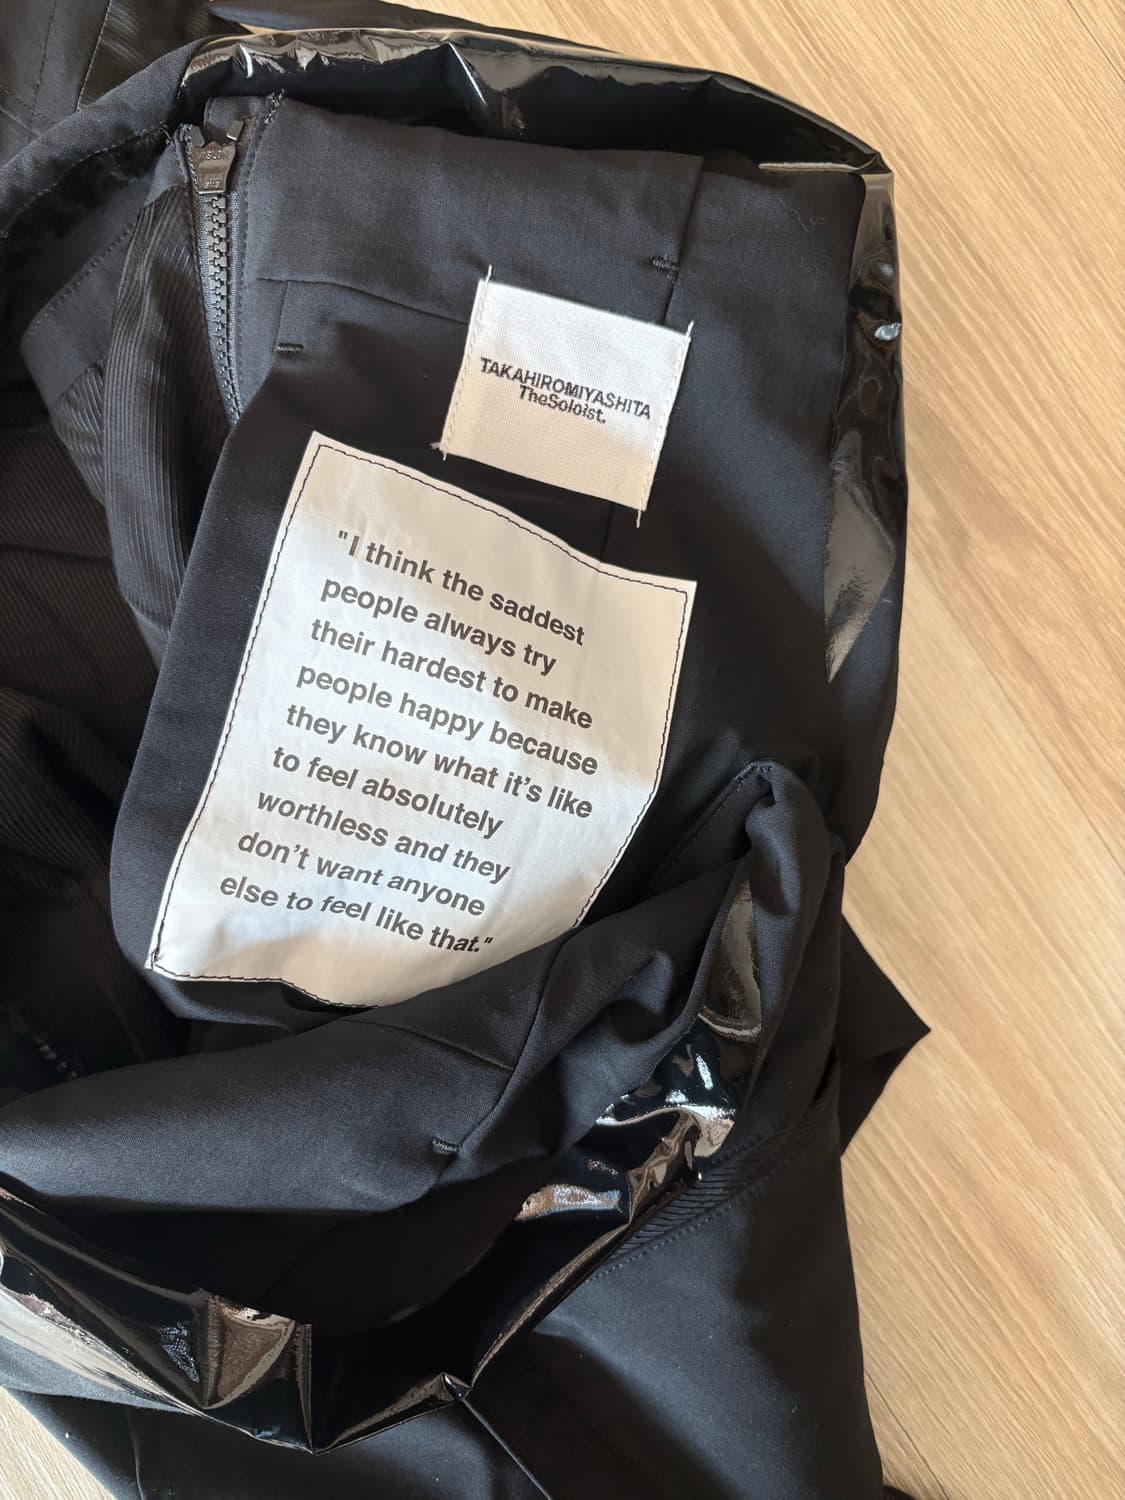 TAKAHIROMIYASHITA
TheSoloist.
"I think the saddest
people always try
their hardest to make
people happy because
they know what it's like
to feel absolutely
worthless and they
don't want anyone
else to feel like that."